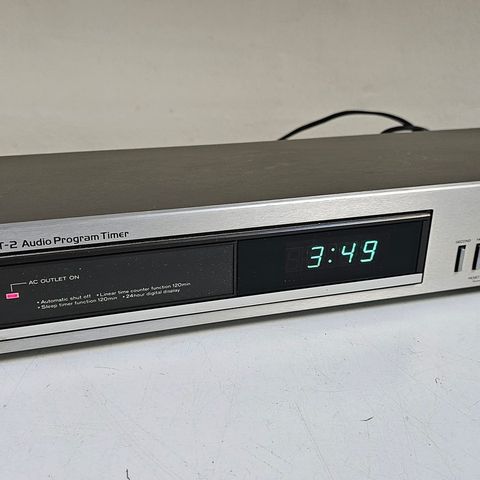 T-2 Audio Program Timer
3:49
AC OUTLET ON
• Automatic shut off • Linear time counter function 120min
• Sleep timer function 120min • 24hour digital display
SECOND
RESET